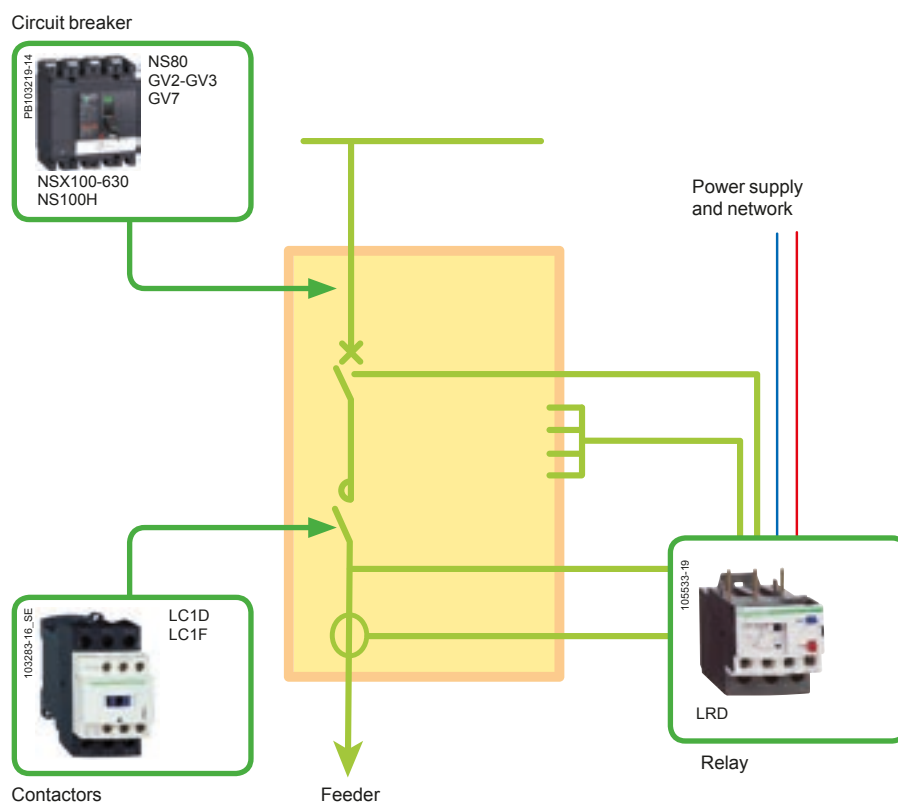 Circuit breaker
PB103219-14
NS80
GV2-GV3
GV7
NSX100-630
NS100H
Power supply
and network
103283-16_SE
LC1D
LC1F
105533-19
LRD
Relay
Contactors
Feeder